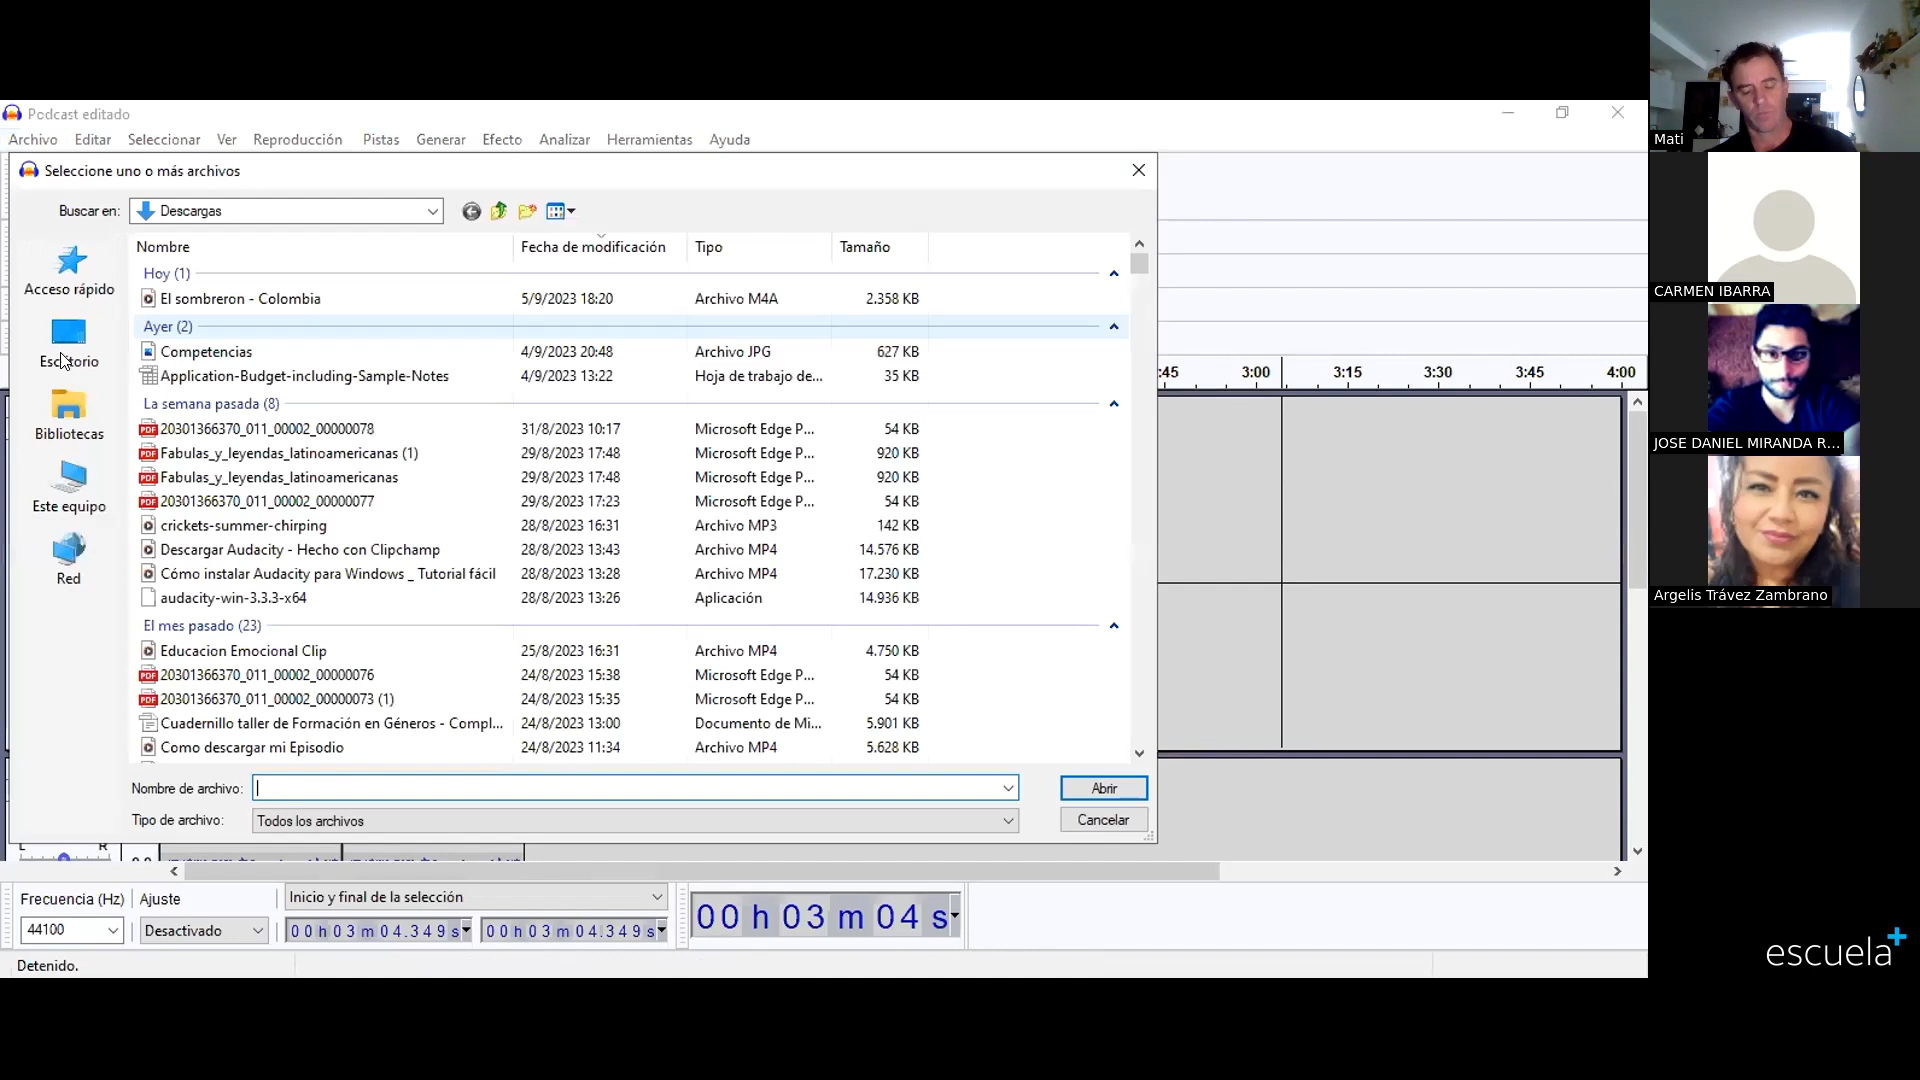 Podcast editado
Archivo Editar Seleccionar Ver Reproducción Pistas Generar Efecto Analizar Herramientas Ayuda
Seleccione uno o más archivos
Buscar en: Descargas
Nombre Fecha de modificación Tipo Tamaño
Hoy (1)
El sombreron - Colombia 5/9/2023 18:20 Archivo M4A 2.358 KB
Ayer (2)
Competencias 4/9/2023 20:48 Archivo JPG 627 KB
Application-Budget-including-Sample-Notes 4/9/2023 13:22 Hoja de trabajo de... 35 KB
La semana pasada (8)
20301366370_011_00002_00000078 31/8/2023 10:17 Microsoft Edge P... 54 KB
Fabulas_y_leyendas_latinoamericanas (1) 29/8/2023 17:48 Microsoft Edge P... 920 KB
Fabulas_y_leyendas_latinoamericanas 29/8/2023 17:48 Microsoft Edge P... 920 KB
20301366370_011_00002_00000077 29/8/2023 17:23 Microsoft Edge P... 54 KB
crickets-summer-chirping 28/8/2023 16:31 Archivo MP3 142 KB
Descargar Audacity - Hecho con Clipchamp 28/8/2023 13:43 Archivo MP4 14.576 KB
Cómo instalar Audacity para Windows _ Tutorial fácil 28/8/2023 13:28 Archivo MP4 17.230 KB
audacity-win-3.3.3-x64 28/8/2023 13:26 Aplicación 14.936 KB
El mes pasado (23)
Educacion Emocional Clip 25/8/2023 16:31 Archivo MP4 4.750 KB
20301366370_011_00002_00000076 24/8/2023 15:38 Microsoft Edge P... 54 KB
20301366370_011_00002_00000073 (1) 24/8/2023 15:35 Microsoft Edge P... 54 KB
Cuadernillo taller de Formación en Géneros - Compl... 24/8/2023 13:00 Documento de Mi... 5.901 KB
Como descargar mi Episodio 24/8/2023 11:34 Archivo MP4 5.628 KB
Acceso rápido
Escritorio
Bibliotecas
Este equipo
Red
Nombre de archivo: Abrir
Tipo de archivo: Todos los archivos Cancelar
:45 3:00 3:15 3:30 3:45 4:00
L R
Frecuencia (Hz) Ajuste Inicio y final de la selección
44100 Desactivado 00 h 03 m 04.349 s 00 h 03 m 04.349 s
00 h 03 m 04 s
Detenido.
Mati
CARMEN IBARRA
JOSE DANIEL MIRANDA R...
Argelis Trávez Zambrano
escuela+